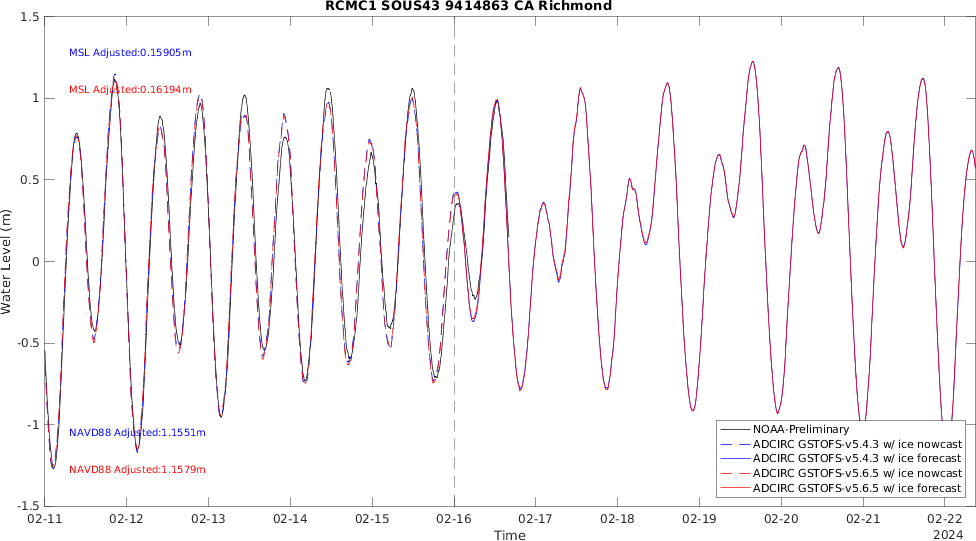 RCMC1 SOUS43 9414863 CA Richmond
1.5
MSL Adjusted:0.15905m
1
MSL Adjusted:0.16194m
0.5
Water Level (m)
0
-0.5
-1
NAVD88 Adjusted:1.1551m
NAVD88 Adjusted:1.1579m
-1.5
NOAA-Preliminary
ADCIRC GSTOFS-v5.4.3 w/ ice nowcast
ADCIRC GSTOFS-v5.4.3 w/ ice forecast
ADCIRC GSTOFS-v5.6.5 w/ ice nowcast
ADCIRC GSTOFS-v5.6.5 w/ ice forecast
02-11 02-12 02-13 02-14 02-15 02-16 02-17 02-18 02-19 02-20 02-21 02-22
2024
Time